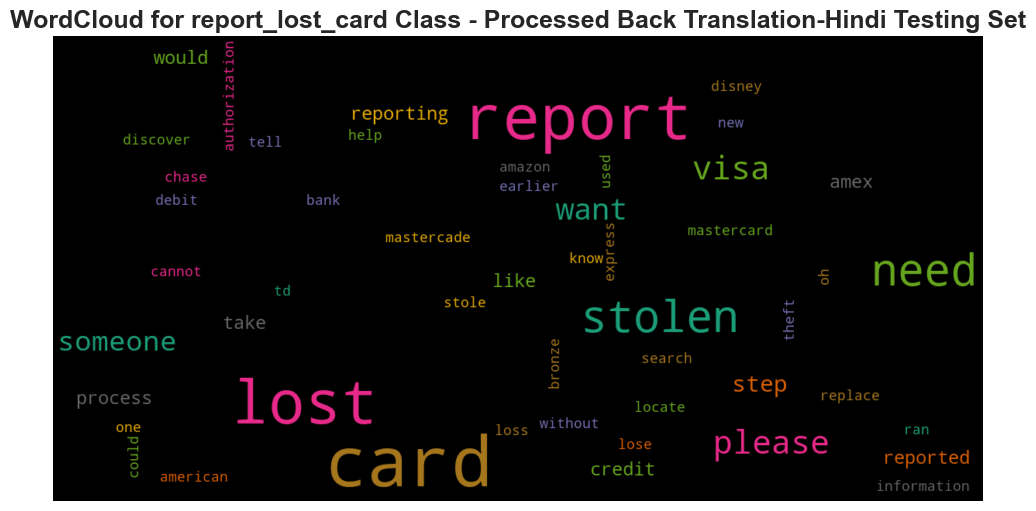 WordCloud for report_lost_card Class - Processed Back Translation-Hindi Testing Set
would
authorization
reporting
report
disney
discover
tell
help
new
chase
amazon
used
visa
amex
debit
bank
earlier
want
mastercade
express
mastercard
cannot
know
need
td
like
oh
stole
take
stolen
theft
someone
bronze
search
step
process
lost
locate
replace
one
could
loss
without
lose
please
ran
card
credit
reported
american
information